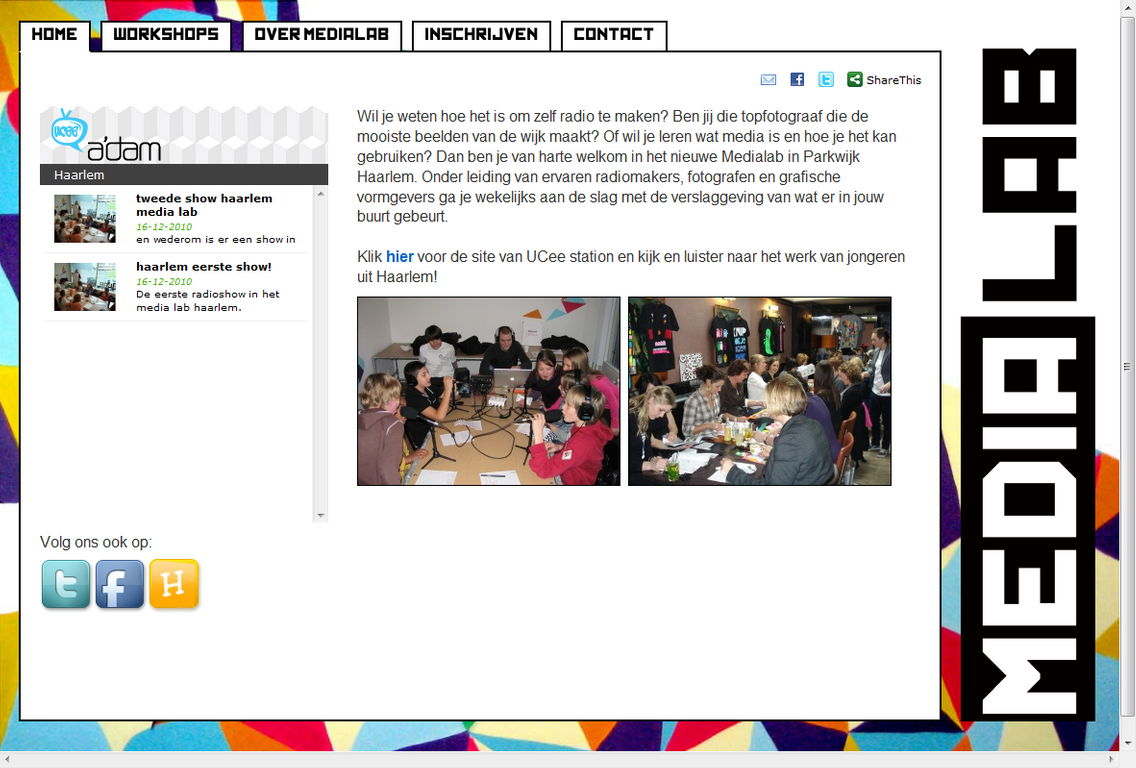 HOME
WORKSHOPS
OVER MEDIALAB
INSCHRIJVEN
CONTACT
ShareThis
ucee
a'dam
Haarlem
tweede show haarlem
media lab
16-12-2010
en wederom is er een show in
haarlem eerste show!
16-12-2010
De eerste radioshow in het
media lab haarlem.
Volg ons ook op:
Wil je weten hoe het is om zelf radio te maken? Ben jij die topfotograaf die de
mooiste beelden van de wijk maakt? Of wil je leren wat media is en hoe je het kan
gebruiken? Dan ben je van harte welkom in het nieuwe Medialab in Parkwijk
Haarlem. Onder leiding van ervaren radiomakers, fotografen en grafische
vormgevers ga je wekelijks aan de slag met de verslaggeving van wat er in jouw
buurt gebeurt.
Klik hier voor de site van UCee station en kijk en luister naar het werk van jongeren
uit Haarlem!
MEDIA LAB